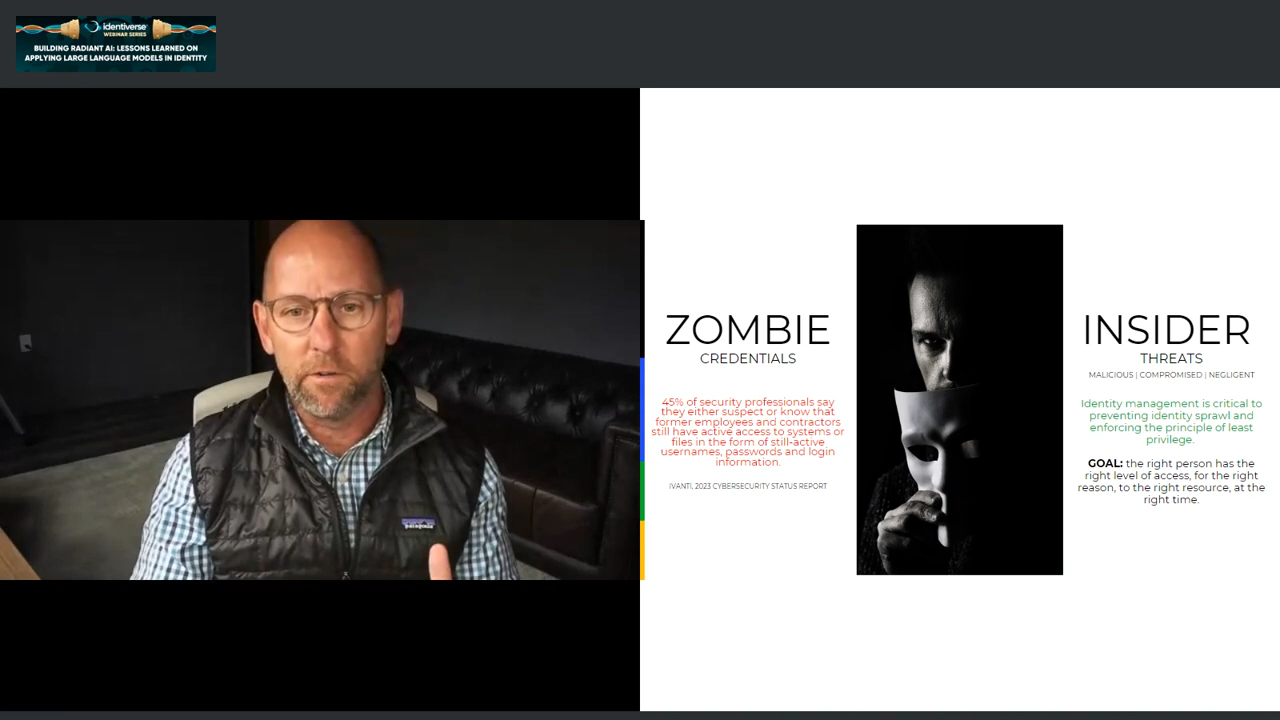 identiverse
WEBINAR SERIES
BUILDING RADIANT AI: LESSONS LEARNED ON
APPLYING LARGE LANGUAGE MODELS IN IDENTITY
patagonia
ZOMBIE
CREDENTIALS
45% of security professionals say
they either suspect or know that
former employees and contractors
still have active access to systems or
files in the form of still-active
usernames, passwords and login
information.
IVANTI, 2023 CYBERSECURITY STATUS REPORT
INSIDER
THREATS
MALICIOUS | COMPROMISED | NEGLIGENT
Identity management is critical to
preventing identity sprawl and
enforcing the principle of least
privilege.
GOAL: the right person has the
right level of access, for the right
reason, to the right resource, at the
right time.